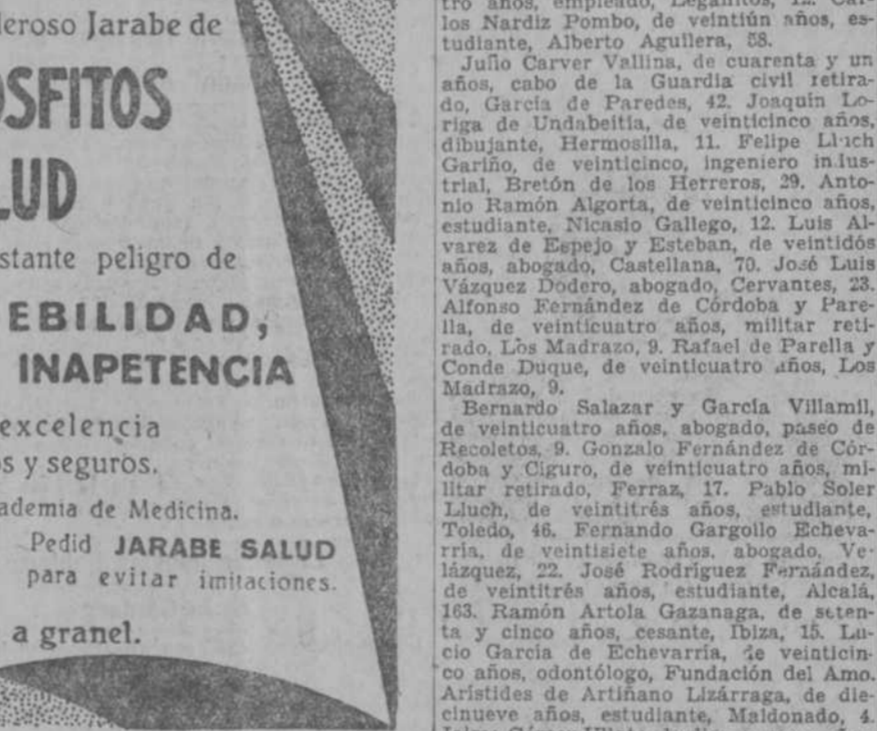 deroso Jarabe de
OSFITOS
LUD
stante peligro de
EBILIDAD,
INAPETENCIA
excelencia
os y seguros.
ademia de Medicina.
Pedid JARABE SALUD
para evitar imitaciones.
a granel.
tro años, empleado, Leganitos, 12. Car-
los Nardiz Pombo, de veintiún años, es-
tudiante, Alberto Aguilera, 58.
Julio Carver Vallina, de cuarenta y un
años, cabo de la Guardia civil retira-
do, García de Paredes, 42. Joaquín Lo-
riga de Undabeitia, de veinticinco años,
dibujante, Hermosilla, 11. Felipe Lluch
Gariño, de veinticinco, ingeniero indus-
trial, Bretón de los Herreros, 29. Anto-
nio Ramón Algorta, de veinticinco años,
estudiante, Nicasio Gallego, 12. Luis Al-
varez de Espejo y Esteban, de veintidós
años, abogado, Castellana, 70. José Luis
Vázquez Dodero, abogado, Cervantes, 23.
Alfonso Fernández de Córdoba y Pare-
lla, de veinticuatro años, militar reti-
rado, Los Madrazo, 9. Rafael de Parella y
Conde Duque, de veinticuatro años, Los
Madrazo, 9.
Bernardo Salazar y García Villamil,
de veinticuatro años, abogado, paseo de
Recoletos, 9. Gonzalo Fernández de Cór-
doba y Ciguro, de veinticuatro años, mi-
litar retirado, Ferraz, 17. Pablo Soler
Lluch, de veintitrés años, estudiante,
Toledo, 46. Fernando Gargollo Echeva-
rría, de veintisiete años, abogado, Ve-
lázquez, 22. José Rodríguez Fernández,
de veintitrés años, estudiante, Alcalá,
163. Ramón Artola Gazanaga, de seten-
ta y cinco años, cesante, Ibiza, 15. Lu-
cio García de Echevarría, de veinticin-
co años, odontólogo, Fundación del Amo.
Arístides de Artiñano Lizárraga, de die-
cinueve años, estudiante, Maldonado, 4.